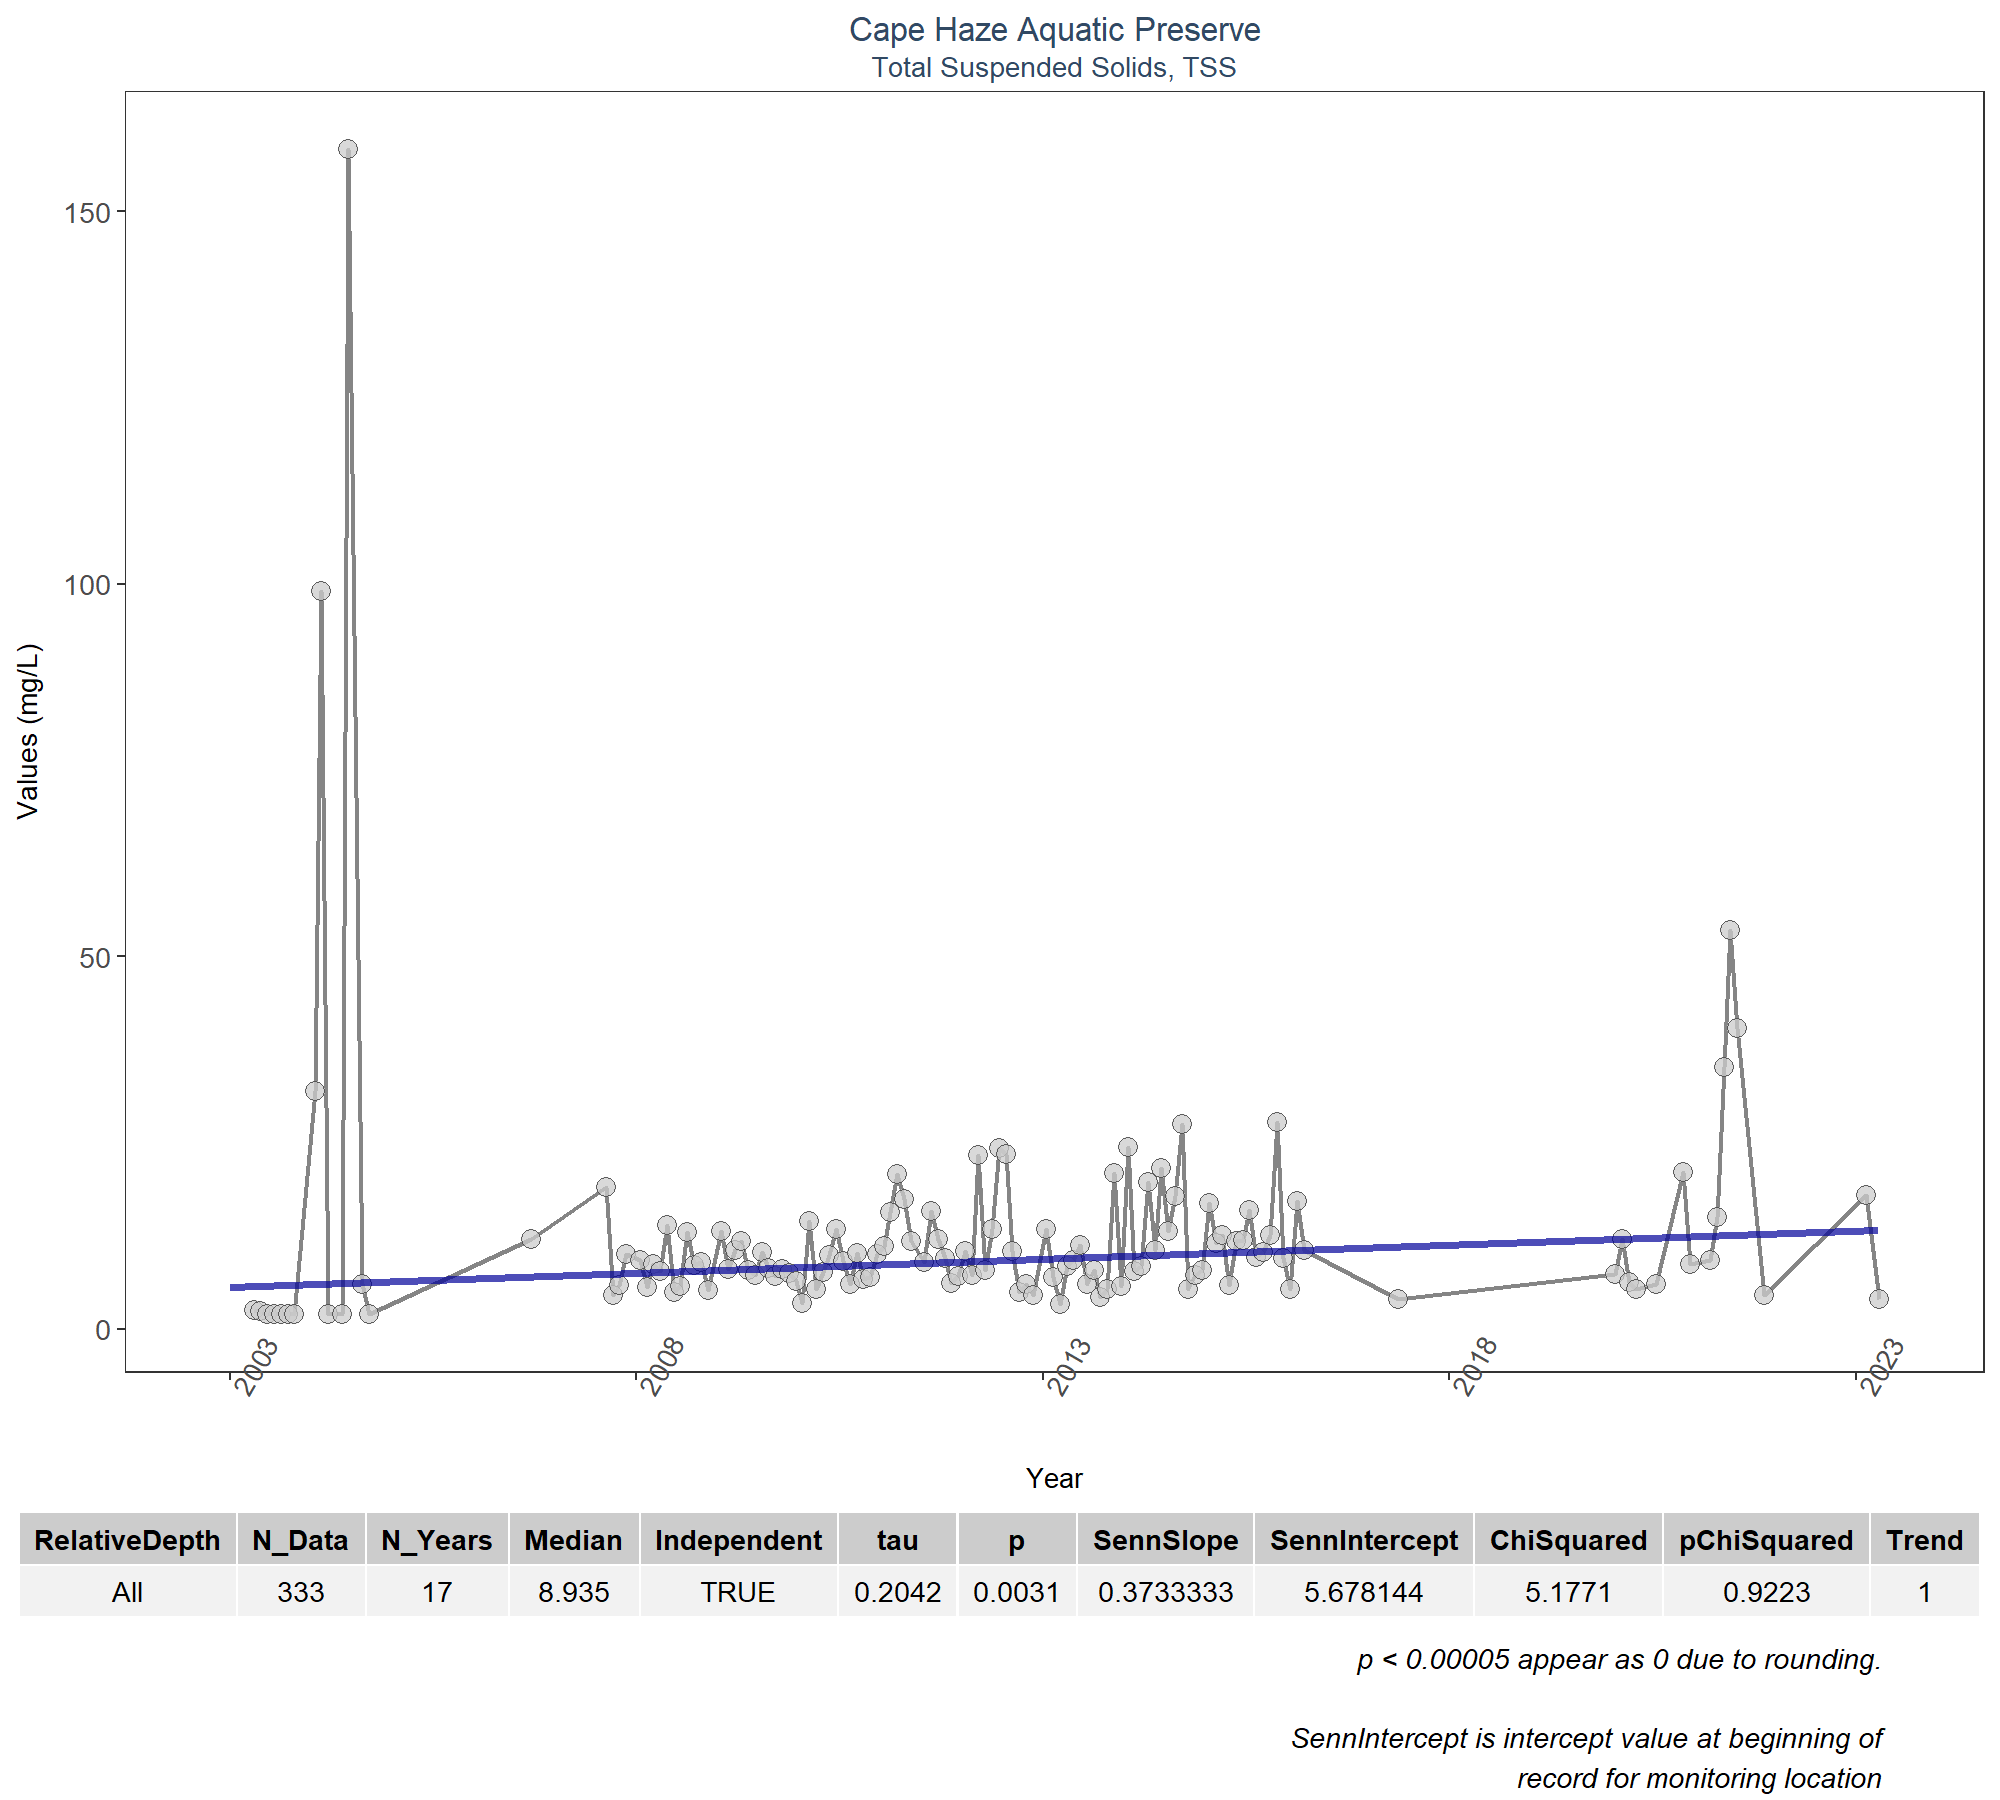 Cape Haze Aquatic Preserve
Total Suspended Solids, TSS
Values (mg/L)
150
100
50
0
2003
2008
2013
2018
2023
Year
RelativeDepth N_Data N_Years Median Independent tau p SennSlope SennIntercept ChiSquared pChiSquared Trend
All 333 17 8.935 TRUE 0.2042 0.0031 0.3733333 5.678144 5.1771 0.9223 1
p < 0.00005 appear as 0 due to rounding.
SennIntercept is intercept value at beginning of
record for monitoring location